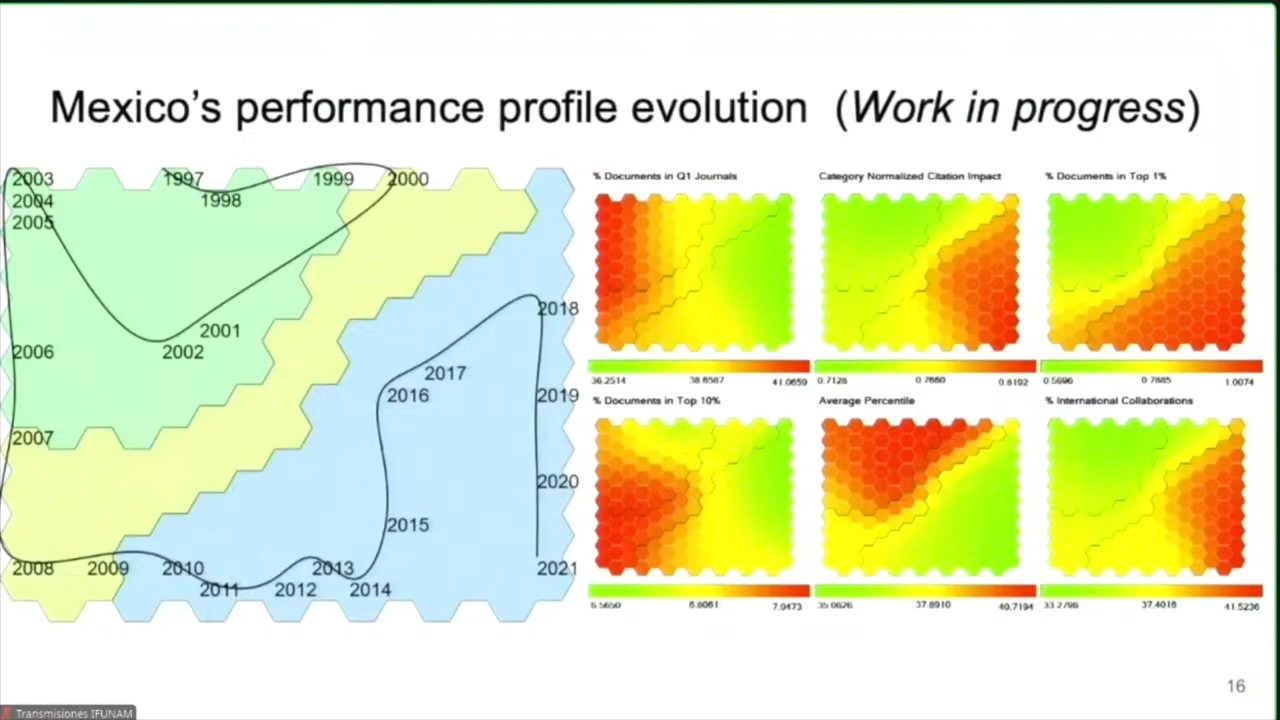 Mexico's performance profile evolution (Work in progress)
2003 1997 1999 2000
2004 1998
2005
2001
2002
2006
2007
2018
2017
2016 2019
2020
2015
2008 2009 2010 2013 2021
2011 2012 2014
% Documents in Q1 Journals
36.2514 38.6587 41.0659
Category Normalized Citation Impact
0.7128 0.7660 0.8192
% Documents in Top 1%
0.5696 0.7885 1.0074
% Documents in Top 10%
6.5650 6.8061 7.0473
Average Percentile
35.0626 37.8910 40.7194
% International Collaborations
33.2796 37.4016 41.5236
16
Transmisiones IFUNAM